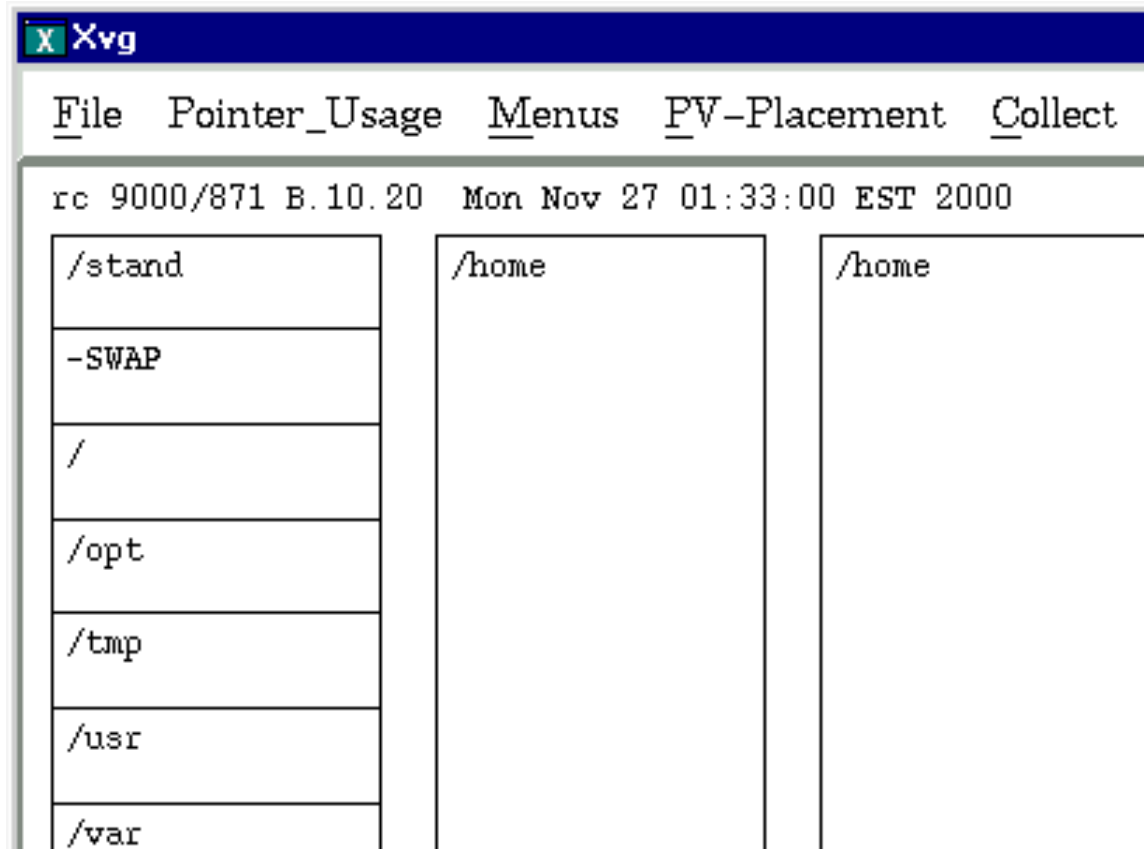 X Xvg
File Pointer_Usage Menus PV-Placement Collect
rc 9000/871 B.10.20 Mon Nov 27 01:33:00 EST 2000
/stand
-SWAP
/
/opt
/tmp
/usr
/var
/home
/home